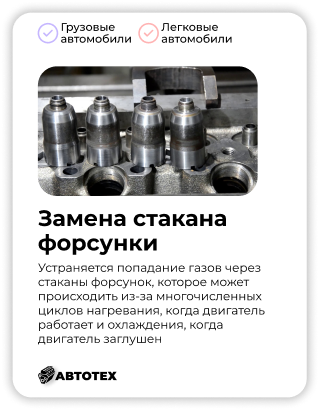 Грузовые
автомобили
Легковые
автомобили
Замена стакана
форсунки
Устраняется попадание газов через
стаканы форсунок, которое может
происходить из-за многочисленных
циклов нагревания, когда двигатель
работает и охлаждения, когда
двигатель заглушен
АВТОТЕХ